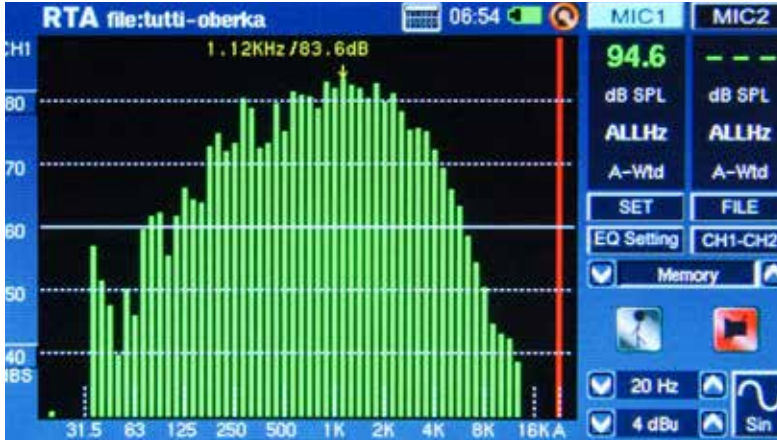 RTA file:tutti-oberka 06:54
MIC1 MIC2
CH1
1.12KHz/83.6dB
80
70
60
50
40
31.5 63 125 250 500 1K 2K 4K 8K 16K A
94.6 ---
dB SPL dB SPL
ALLHz ALLHz
A-Wtd A-Wtd
SET FILE
EQ Setting CH1-CH2
Memory
20 Hz
4 dBu Sin